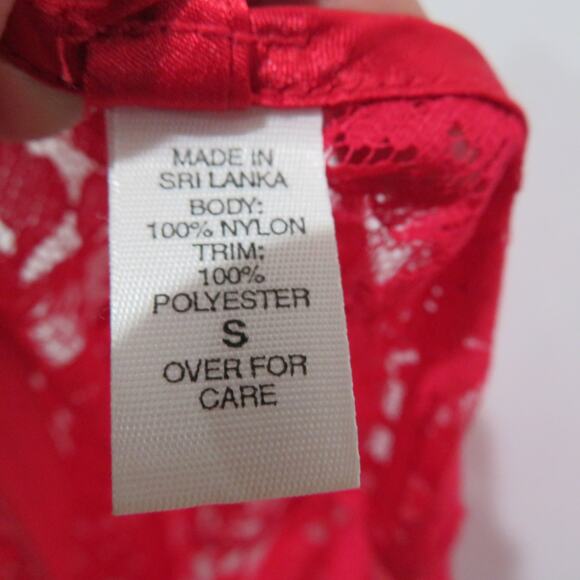 MADE IN
SRI LANKA
BODY:
100% NYLON
TRIM:
100%
POLYESTER
S
OVER FOR
CARE